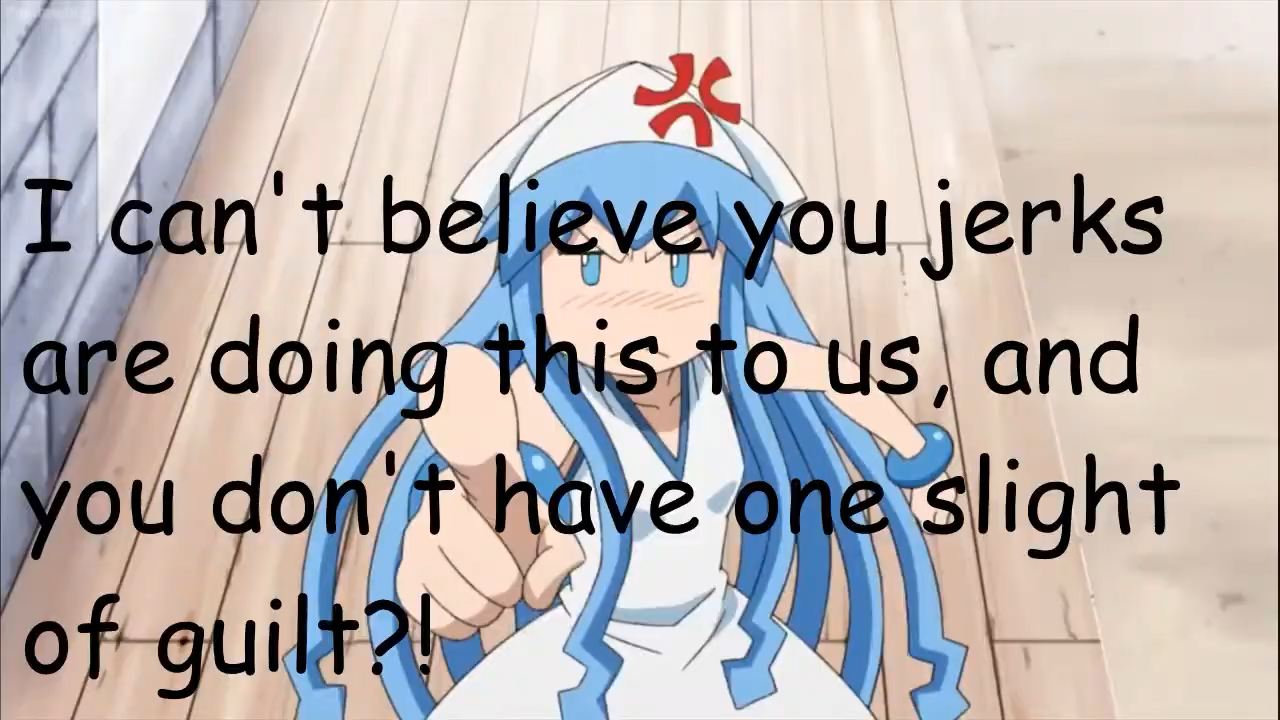 I can't believe you jerks
are doing this to us, and
you don't have one slight
of guilt?!